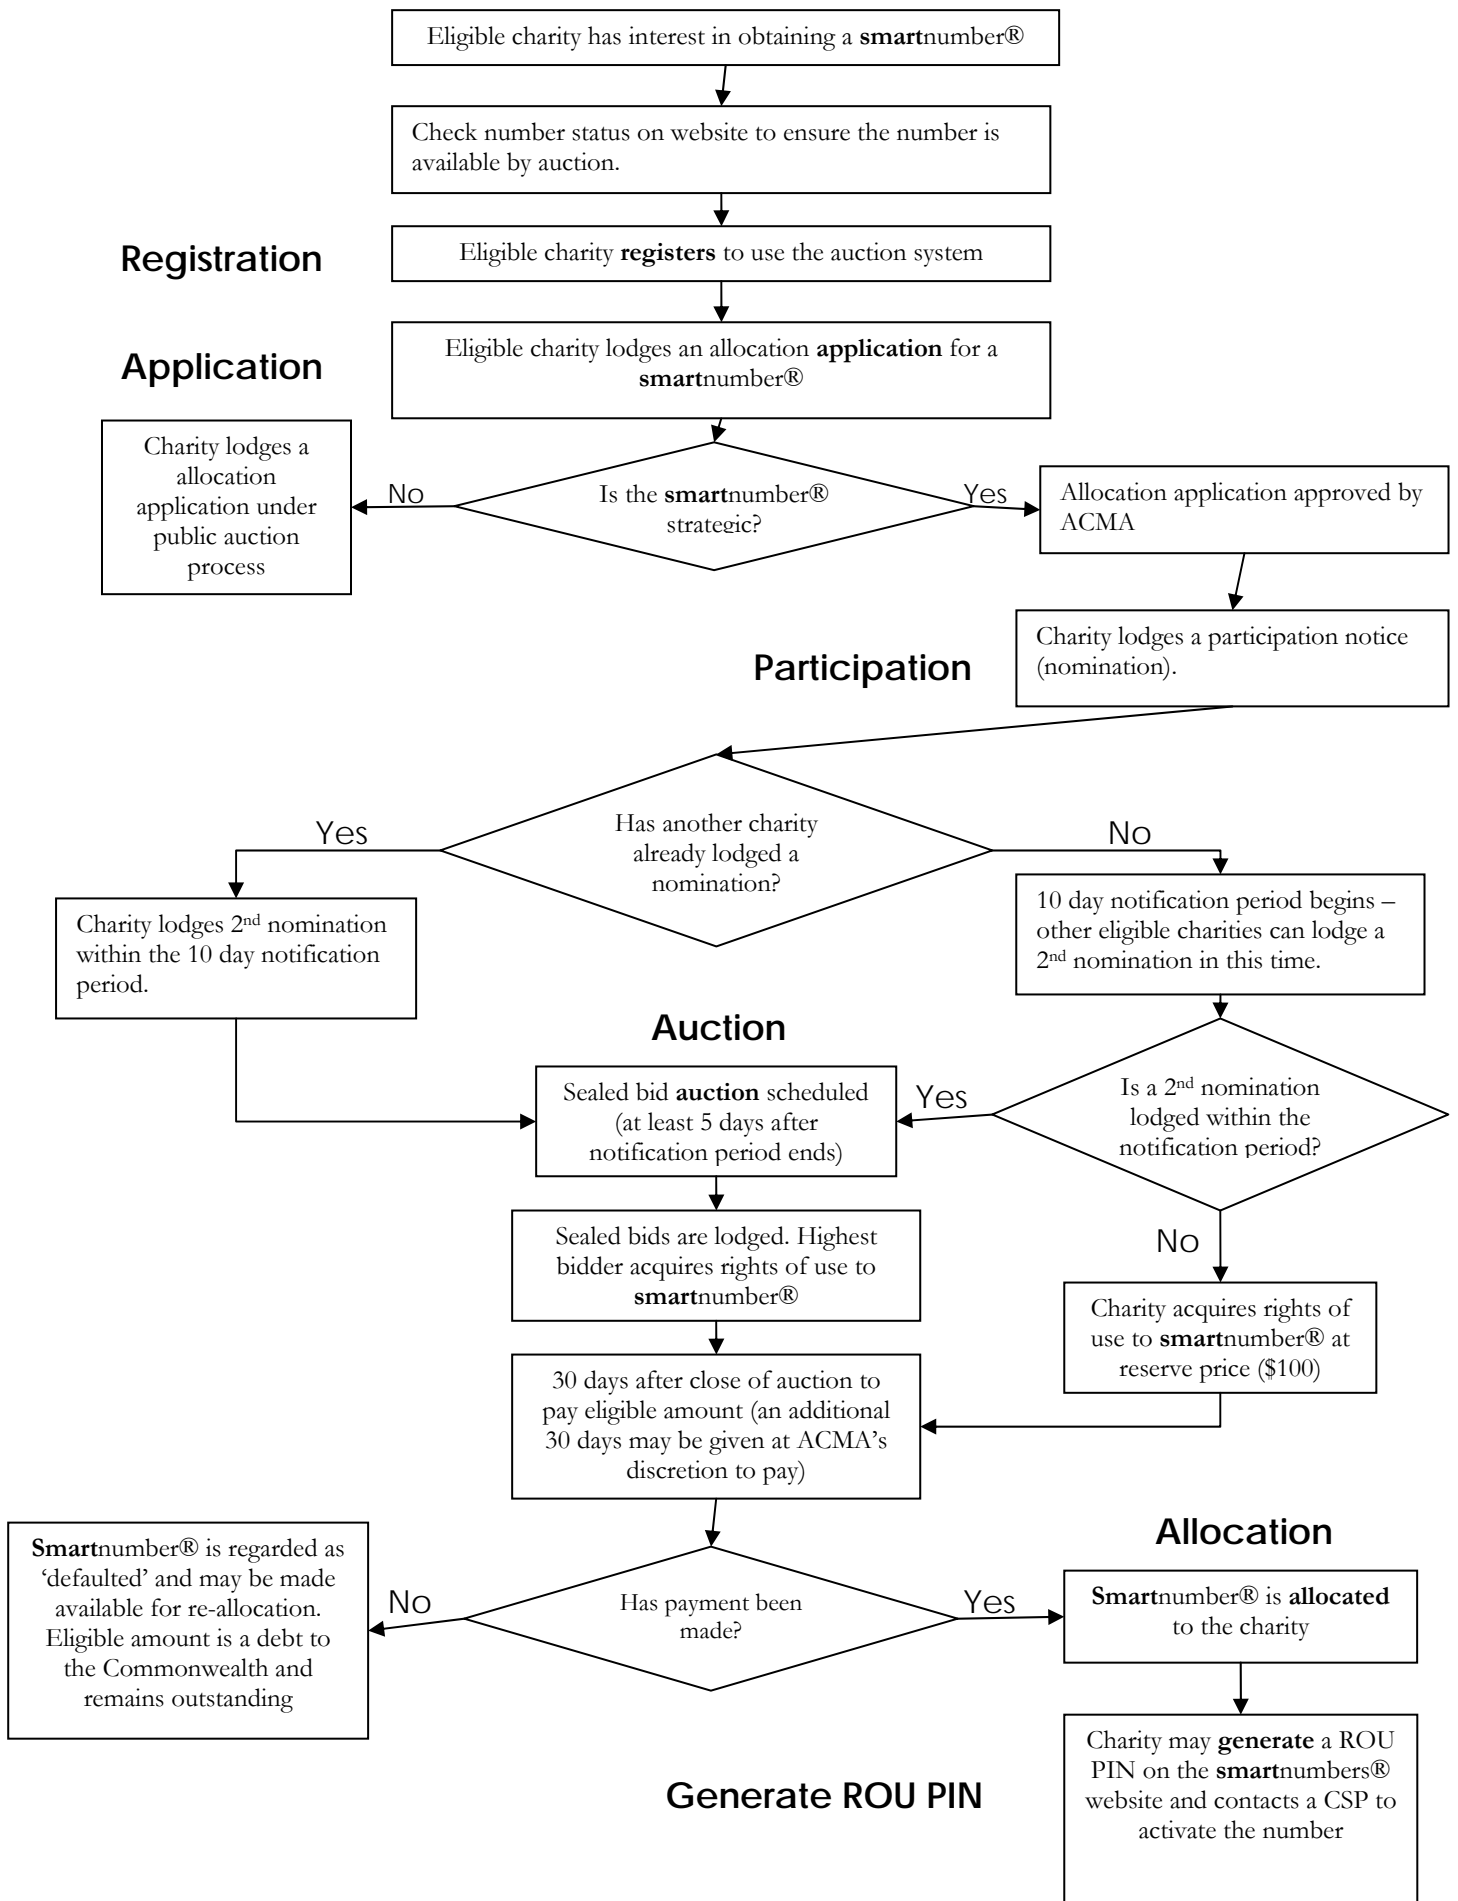 Eligible charity has interest in obtaining a smartnumber®
Check number status on website to ensure the number is
available by auction.
Registration
Eligible charity registers to use the auction system
Application
Eligible charity lodges an allocation application for a
smartnumber®
Charity lodges a
allocation
application under
public auction
process
No
Is the smartnumber®
strategic?
Yes
Allocation application approved by
ACMA
Participation
Charity lodges a participation notice
(nomination).
Yes
Has another charity
already lodged a
nomination?
No
Charity lodges 2nd nomination
within the 10 day notification
period.
10 day notification period begins –
other eligible charities can lodge a
2nd nomination in this time.
Auction
Sealed bid auction scheduled
(at least 5 days after
notification period ends)
Yes
Is a 2nd nomination
lodged within the
notification period?
Sealed bids are lodged. Highest
bidder acquires rights of use to
smartnumber®
No
Charity acquires rights of
use to smartnumber® at
reserve price ($100)
30 days after close of auction to
pay eligible amount (an additional
30 days may be given at ACMA’s
discretion to pay)
Smartnumber® is regarded as
‘defaulted’ and may be made
available for re-allocation.
Eligible amount is a debt to
the Commonwealth and
remains outstanding
No
Has payment been
made?
Yes
Allocation
Smartnumber® is allocated
to the charity
Generate ROU PIN
Charity may generate a ROU
PIN on the smartnumbers®
website and contacts a CSP to
activate the number